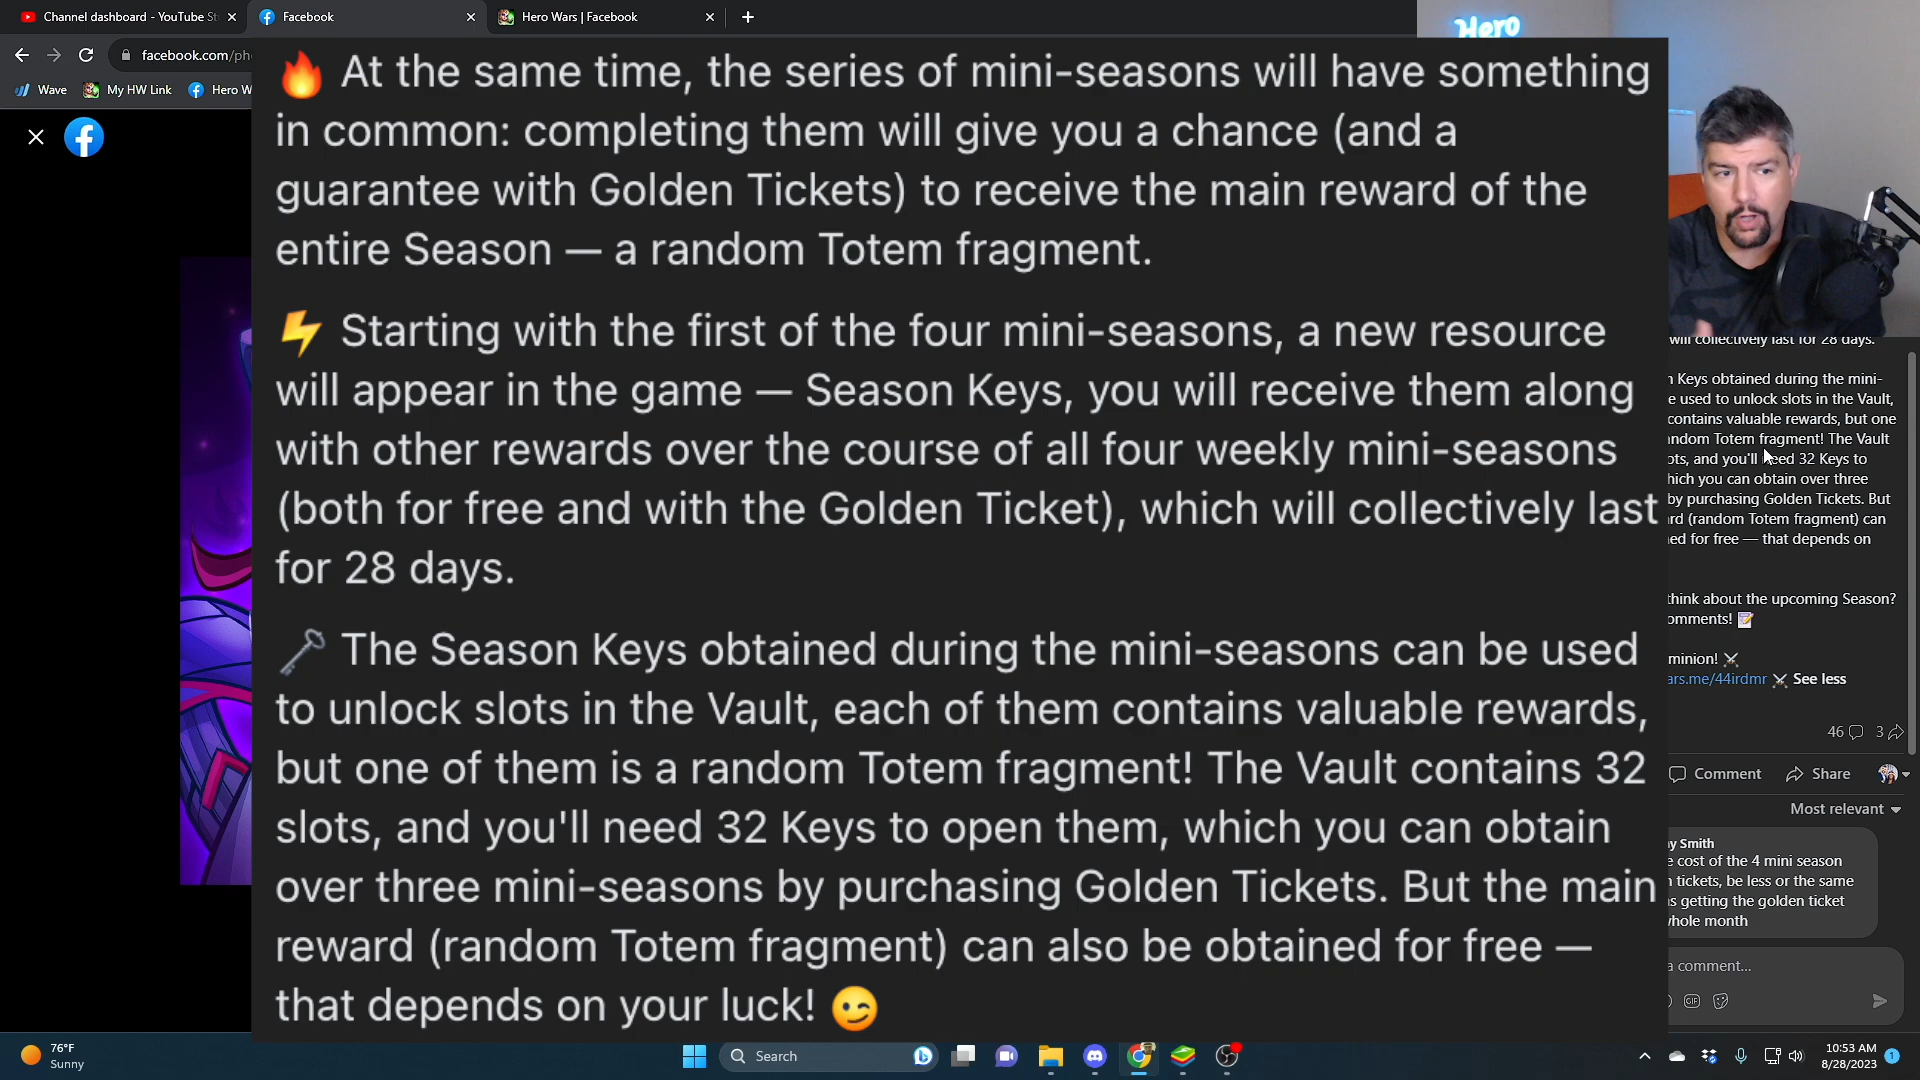 Channel dashboard - YouTube St
Facebook
Hero Wars | Facebook
Hero
facebook.com/ph
Wave
My HW Link
Hero W
🔥 At the same time, the series of mini-seasons will have something
in common: completing them will give you a chance (and a
guarantee with Golden Tickets) to receive the main reward of the
entire Season — a random Totem fragment.
⚡ Starting with the first of the four mini-seasons, a new resource
will appear in the game — Season Keys, you will receive them along
with other rewards over the course of all four weekly mini-seasons
(both for free and with the Golden Ticket), which will collectively last
for 28 days.
🗝 The Season Keys obtained during the mini-seasons can be used
to unlock slots in the Vault, each of them contains valuable rewards,
but one of them is a random Totem fragment! The Vault contains 32
slots, and you'll need 32 Keys to open them, which you can obtain
over three mini-seasons by purchasing Golden Tickets. But the main
reward (random Totem fragment) can also be obtained for free —
that depends on your luck! 😉
will collectively last for 28 days.
n Keys obtained during the mini-
e used to unlock slots in the Vault,
contains valuable rewards, but one
ndom Totem fragment! The Vault
ots, and you'll need 32 Keys to
hich you can obtain over three
by purchasing Golden Tickets. But
rd (random Totem fragment) can
ed for free — that depends on
think about the upcoming Season?
omments! 📝
minion! ⚔
ars.me/44irdmr ⚔ See less
46 3
Comment Share
Most relevant
y Smith
e cost of the 4 mini season
n tickets, be less or the same
s getting the golden ticket
whole month
a comment...
GIF
76°F
Sunny
Search
10:53 AM
8/28/2023
1